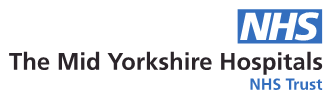 NHS
The Mid Yorkshire Hospitals
NHS Trust